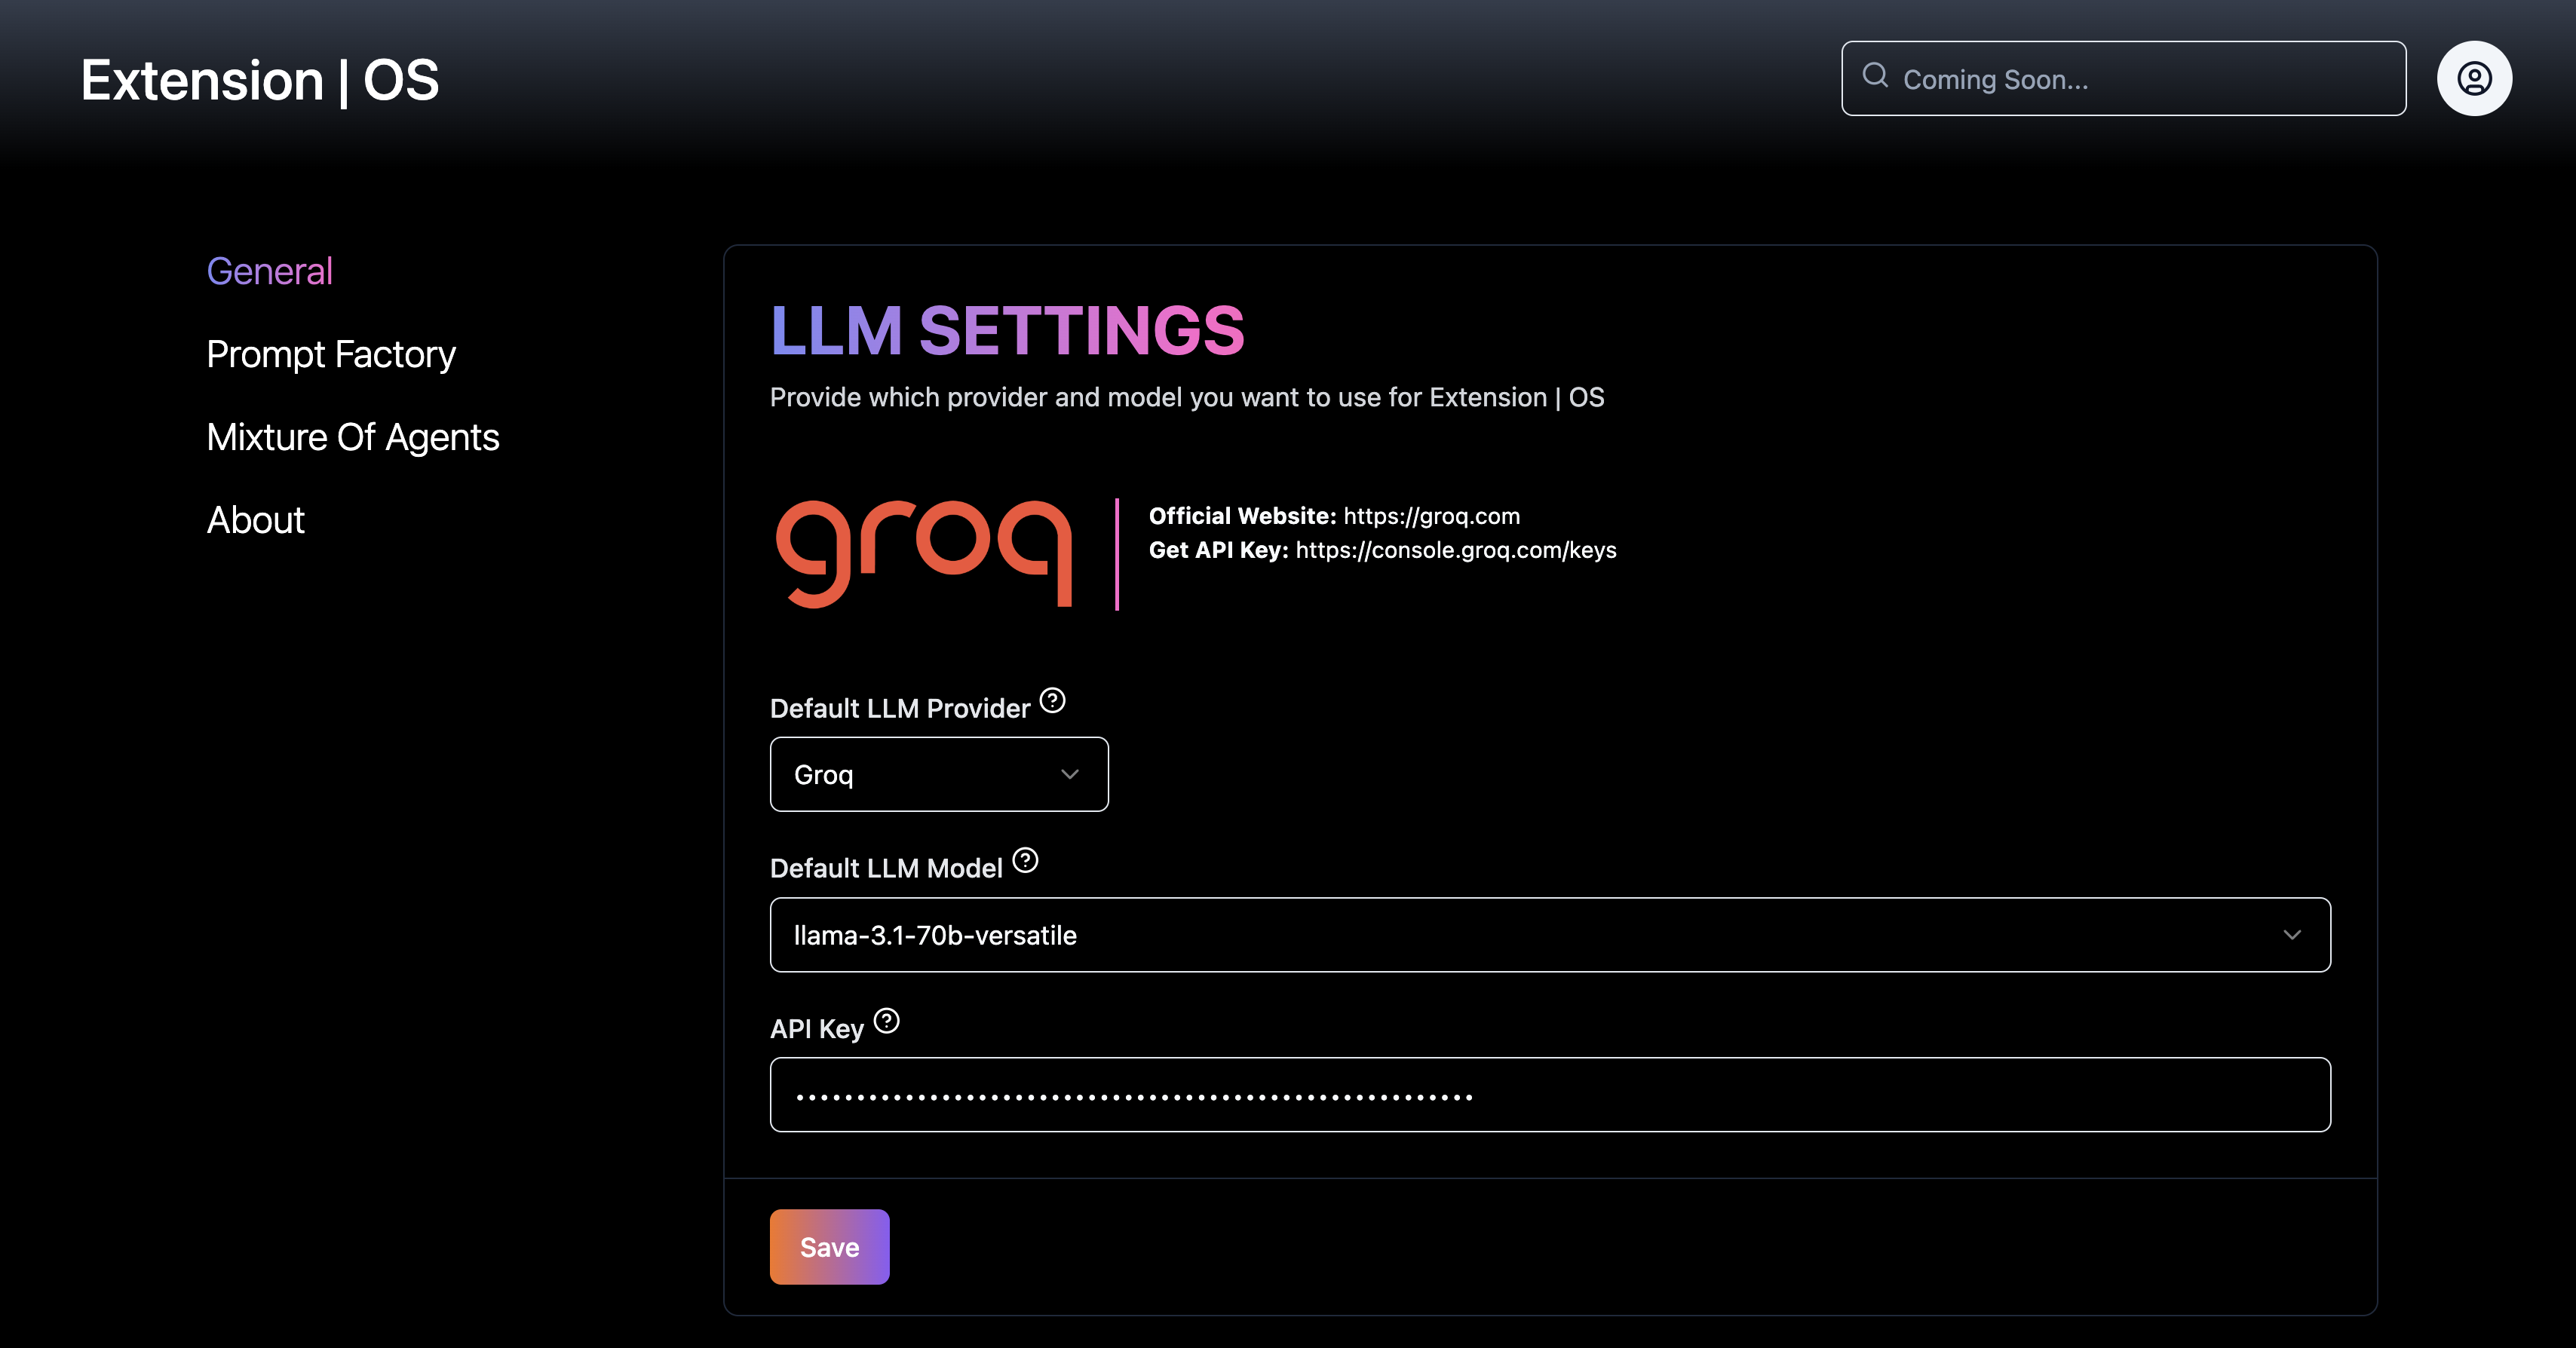 Extension | OS
Coming Soon...
General
Prompt Factory
Mixture Of Agents
About
LLM SETTINGS
Provide which provider and model you want to use for Extension | OS
groq
Official Website: https://groq.com
Get API Key: https://console.groq.com/keys
Default LLM Provider
Groq
Default LLM Model
llama-3.1-70b-versatile
API Key
Save